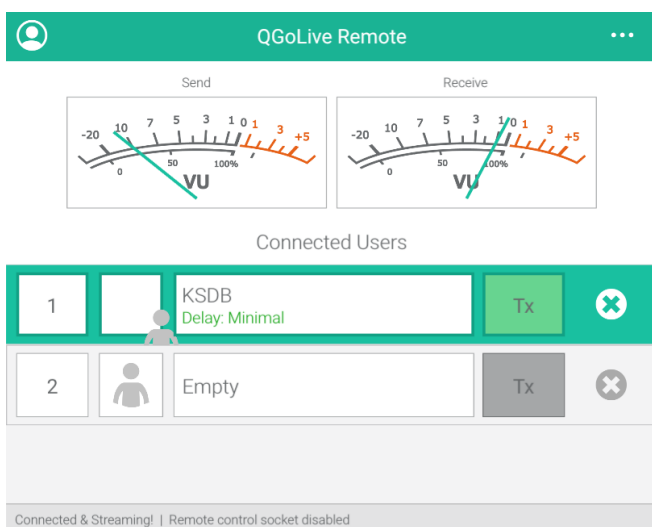 QGoLive Remote
Send
Receive
-20 10 7 5 3 1 0 1 3 +5
0 50 100%
VU
-20 10 7 5 3 1 0 1 3 +5
0 50 100%
VU
Connected Users
1
KSDB
Delay: Minimal
Tx
2
Empty
Tx
Connected & Streaming! | Remote control socket disabled